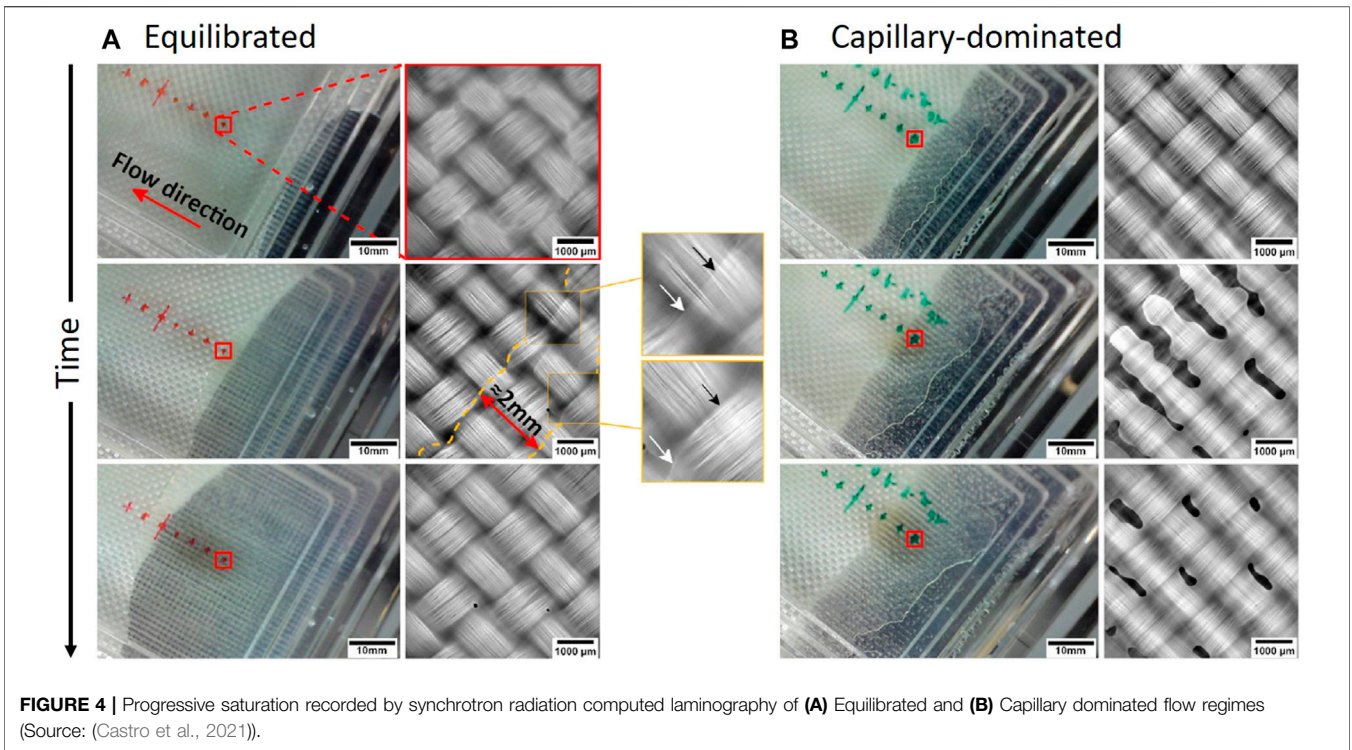 A Equilibrated
B Capillary-dominated
Time
Flow direction
10mm
1000 µm
10mm
1000 µm
10mm
≈2mm
1000 µm
10mm
1000 µm
10mm
1000 µm
10mm
1000 µm
FIGURE 4 | Progressive saturation recorded by synchrotron radiation computed laminography of (A) Equilibrated and (B) Capillary dominated flow regimes
(Source: (Castro et al., 2021)).